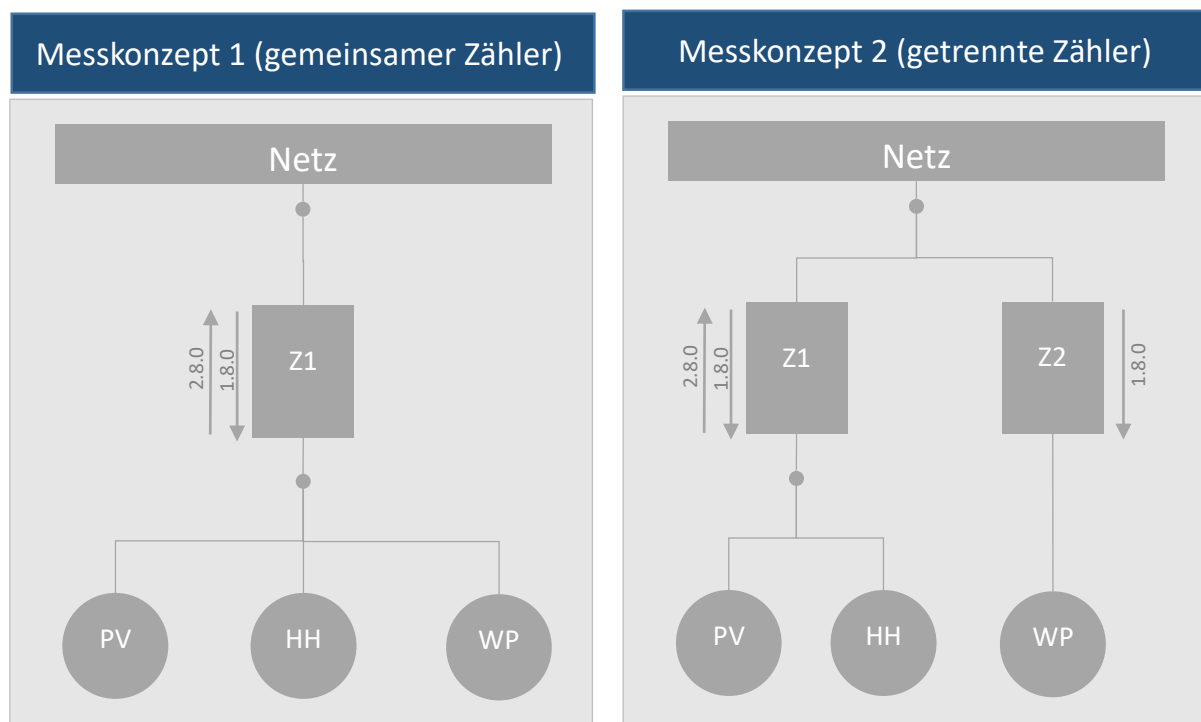 Messkonzept 1 (gemeinsamer Zähler)
Netz
2.8.0
1.8.0
Z1
PV
HH
WP
Messkonzept 2 (getrennte Zähler)
Netz
2.8.0
1.8.0
Z1
Z2
1.8.0
PV
HH
WP